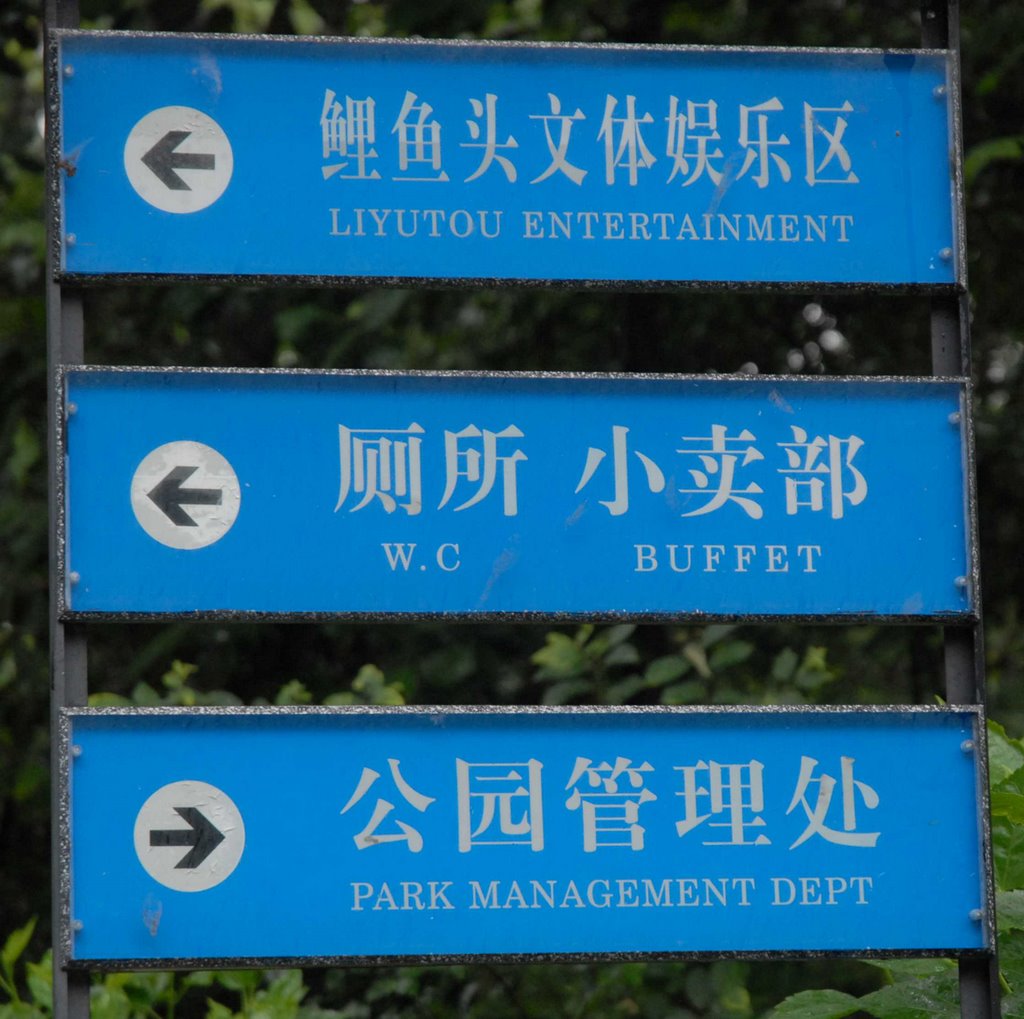 鲤鱼头文体娱乐区
LIYUTOU ENTERTAINMENT
厕所 小卖部
W.C BUFFET
公园管理处
PARK MANAGEMENT DEPT